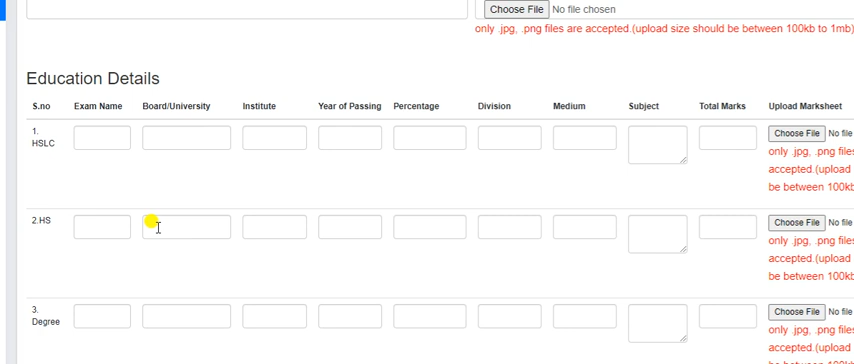 Choose File No file chosen
only .jpg, .png files are accepted.(upload size should be between 100kb to 1mb)
Education Details
S.no Exam Name Board/University Institute Year of Passing Percentage Division Medium Subject Total Marks Upload Marksheet
1.
HSLC
Choose File No file
only .jpg, .png files
accepted.(upload
be between 100kb
2.HS
Choose File No file
only .jpg, .png files
accepted.(upload
be between 100kb
3.
Degree
Choose File No file
only .jpg, .png files
accepted.(upload